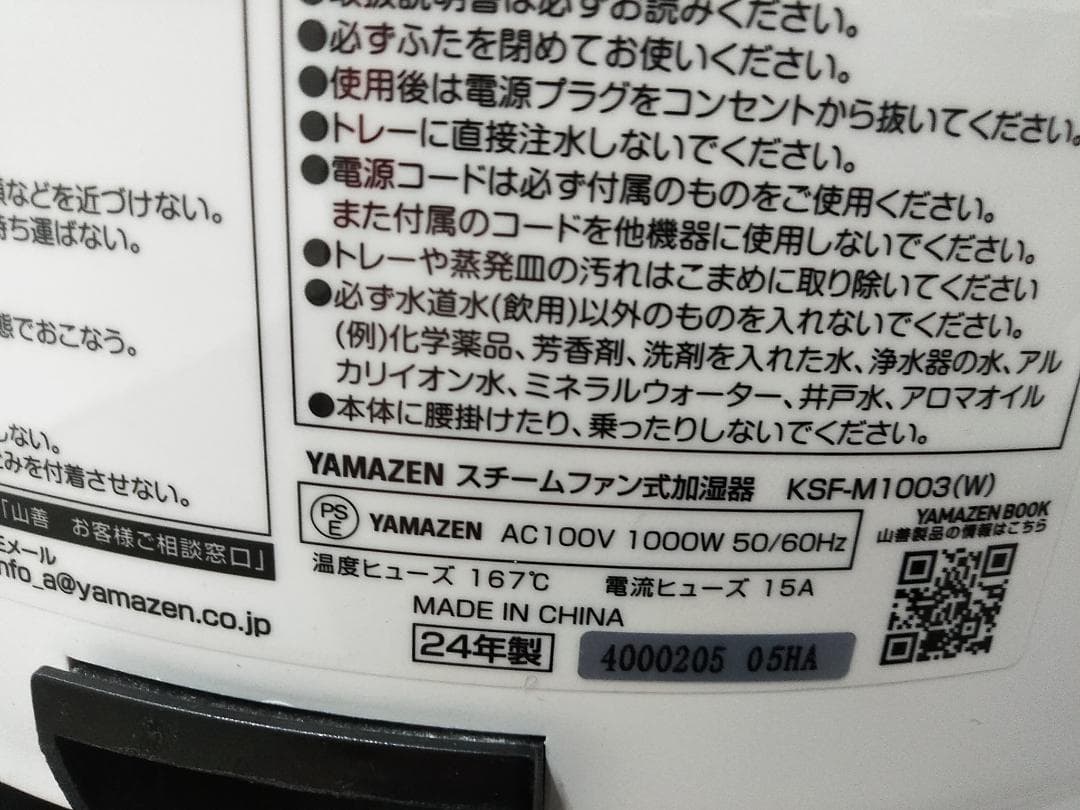 ●取扱説明書は必ずお読みください。
●必ずふたを閉めてお使いください。
●使用後は電源プラグをコンセントから抜いてください。
●トレーに直接注水しないでください。
●電源コードは必ず付属のものをご使用ください。
また付属のコードを他機器に使用しないでください。
●トレーや蒸発皿の汚れはこまめに取り除いてください
●必ず水道水(飲用)以外のものを入れないでください。
(例)化学薬品、芳香剤、洗剤を入れた水、浄水器の水、アル
カリイオン水、ミネラルウォーター、井戸水、アロマオイル
●本体に腰掛けたり、乗ったりしないでください。
などを近づけない。
ち運ばない。
態でおこなう。
しない。
みを付着させない。
「山善 お客様ご相談窓口」
Eメール
info_a@yamazen.co.jp
YAMAZEN スチームファン式加湿器 KSF-M1003(W)
PS E YAMAZEN AC100V 1000W 50/60Hz
温度ヒューズ 167℃ 電流ヒューズ 15A
MADE IN CHINA
24年製 4000205 05HA
YAMAZEN BOOK
山善製品の情報はこちら